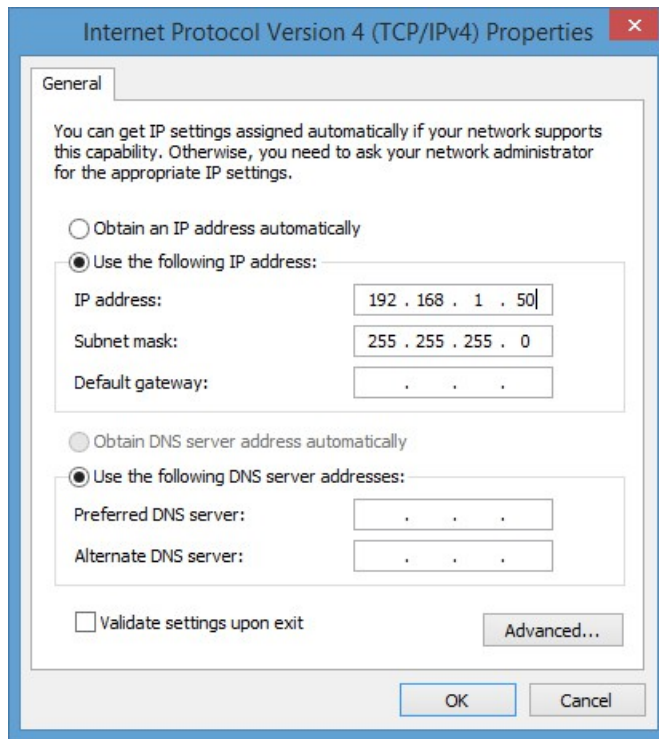 Internet Protocol Version 4 (TCP/IPv4) Properties
General
You can get IP settings assigned automatically if your network supports
this capability. Otherwise, you need to ask your network administrator
for the appropriate IP settings.
Obtain an IP address automatically
Use the following IP address:
IP address: 192 . 168 . 1 . 50
Subnet mask: 255 . 255 . 255 . 0
Default gateway: . . .
Obtain DNS server address automatically
Use the following DNS server addresses:
Preferred DNS server: . . .
Alternate DNS server: . . .
Validate settings upon exit
Advanced...
OK Cancel